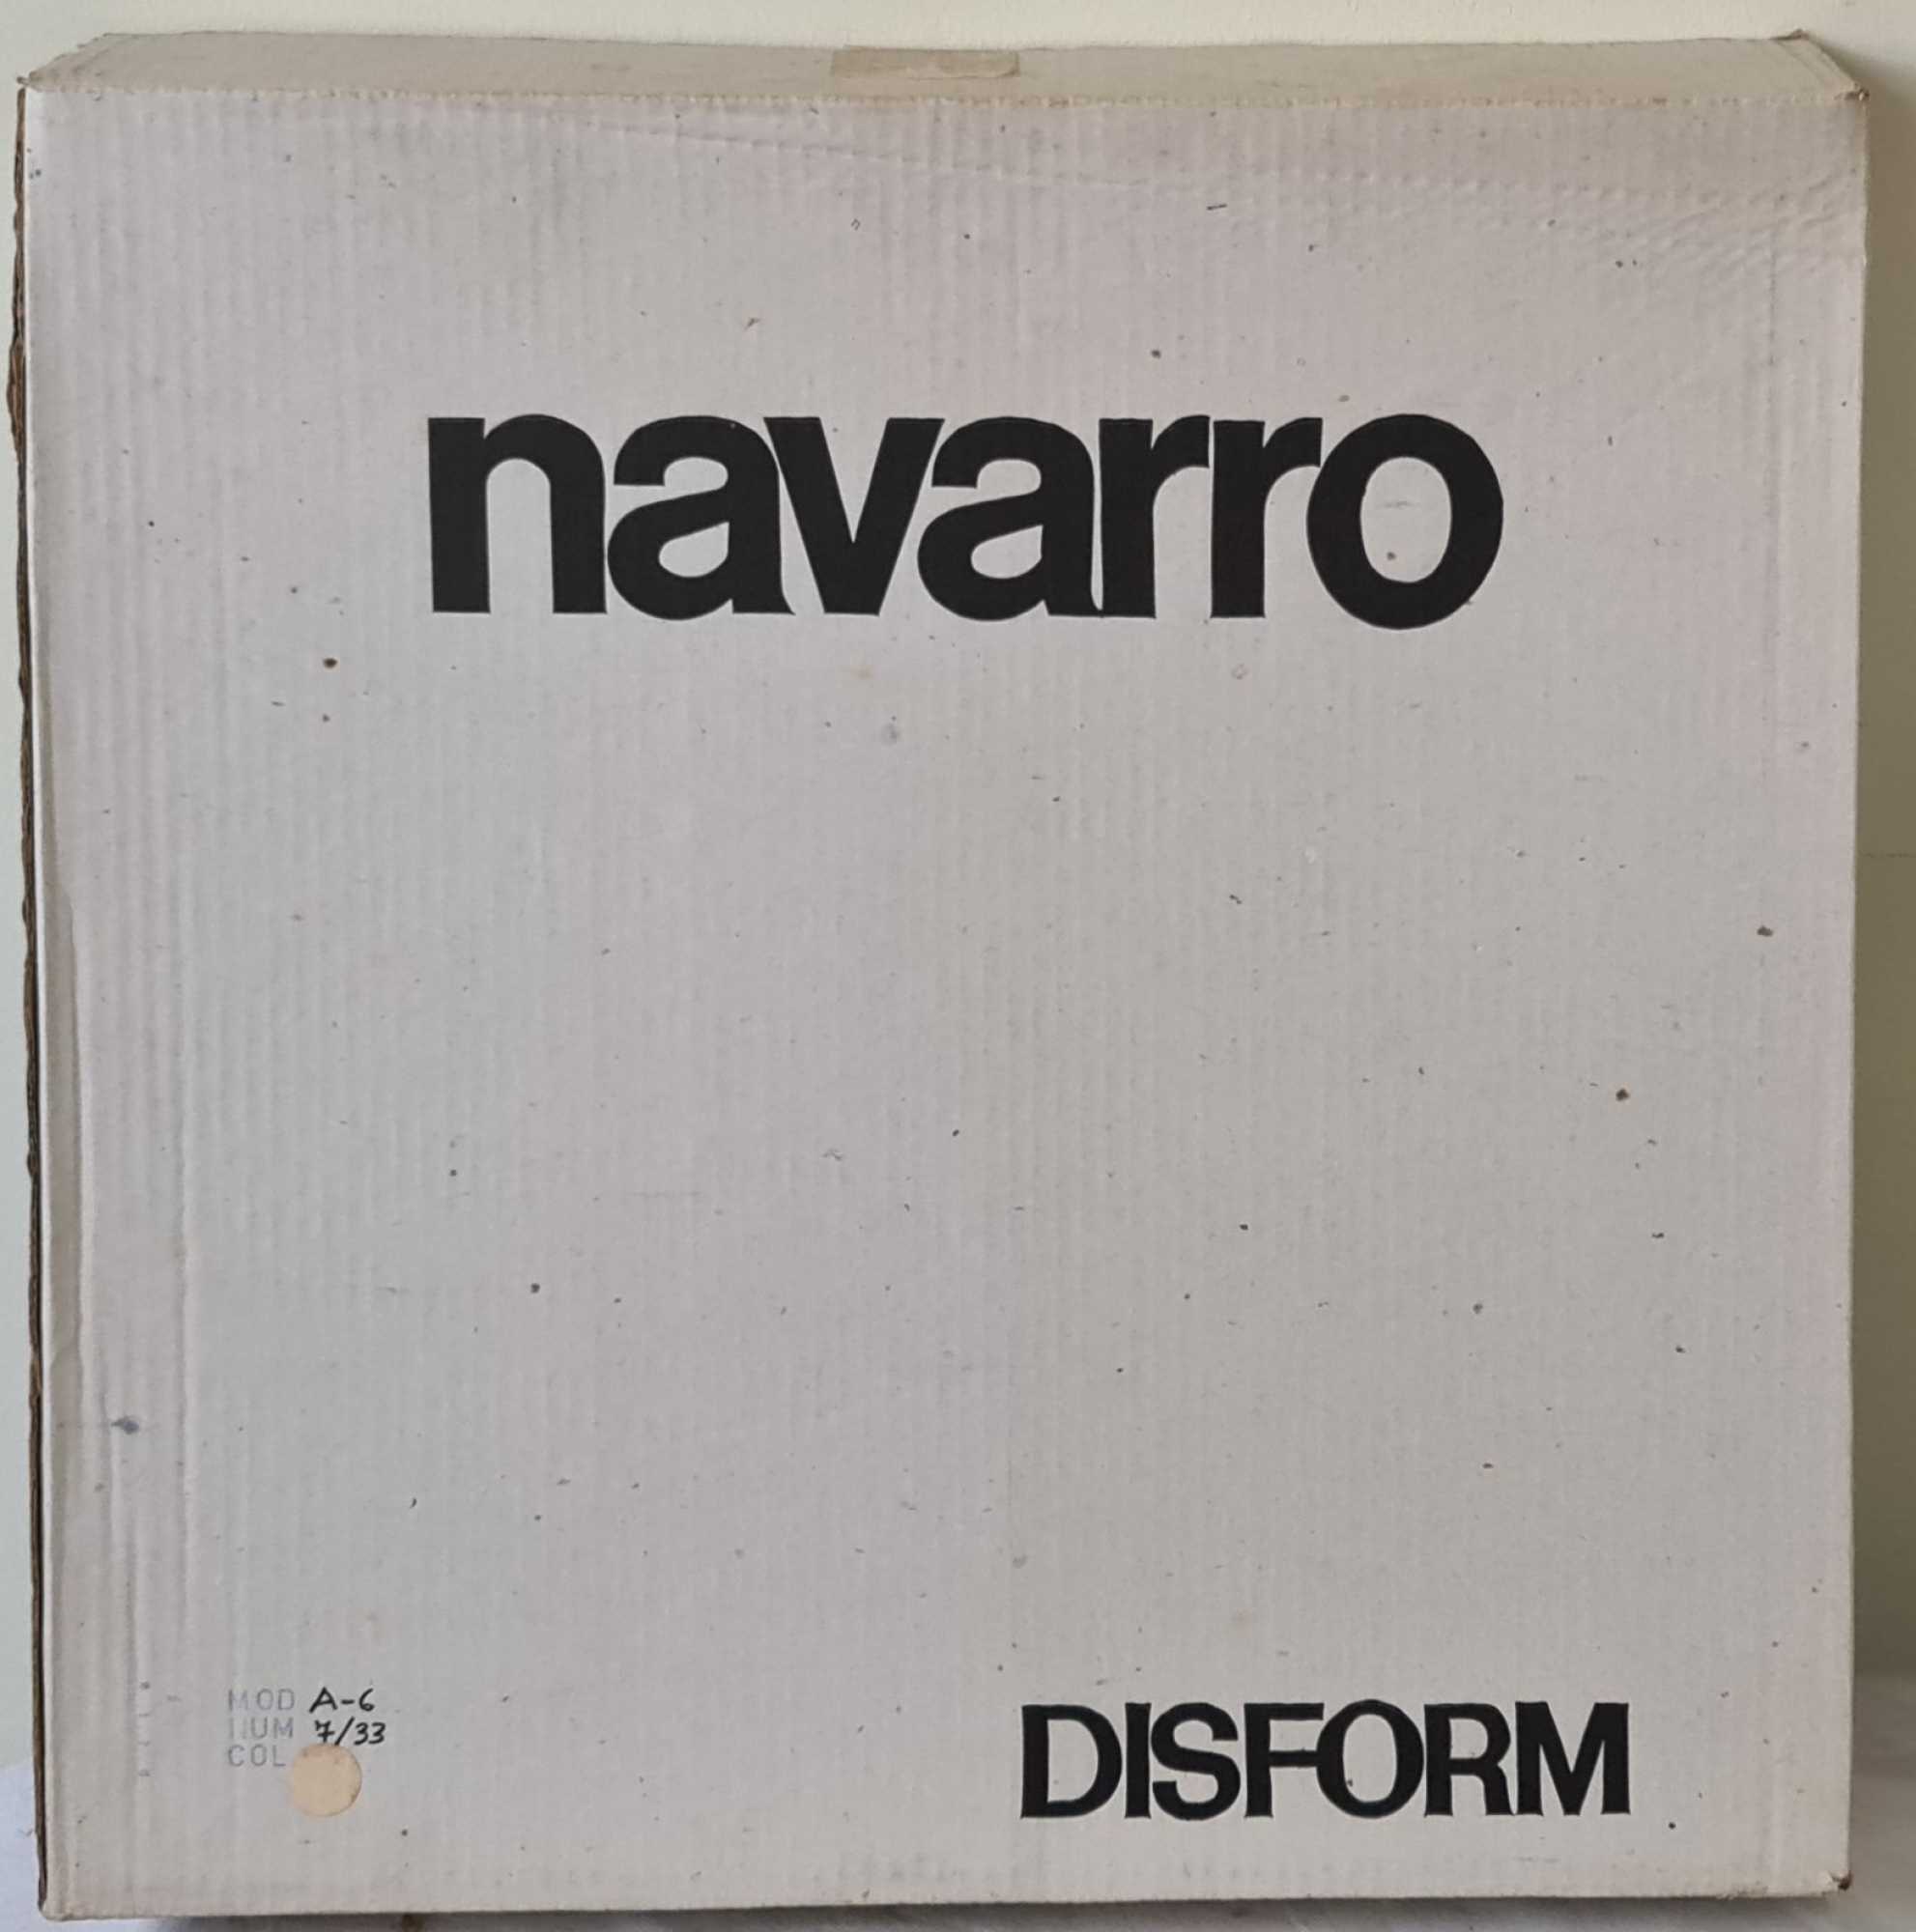 navarro
MOD A-6
NUM 7/33
COL
DISFORM